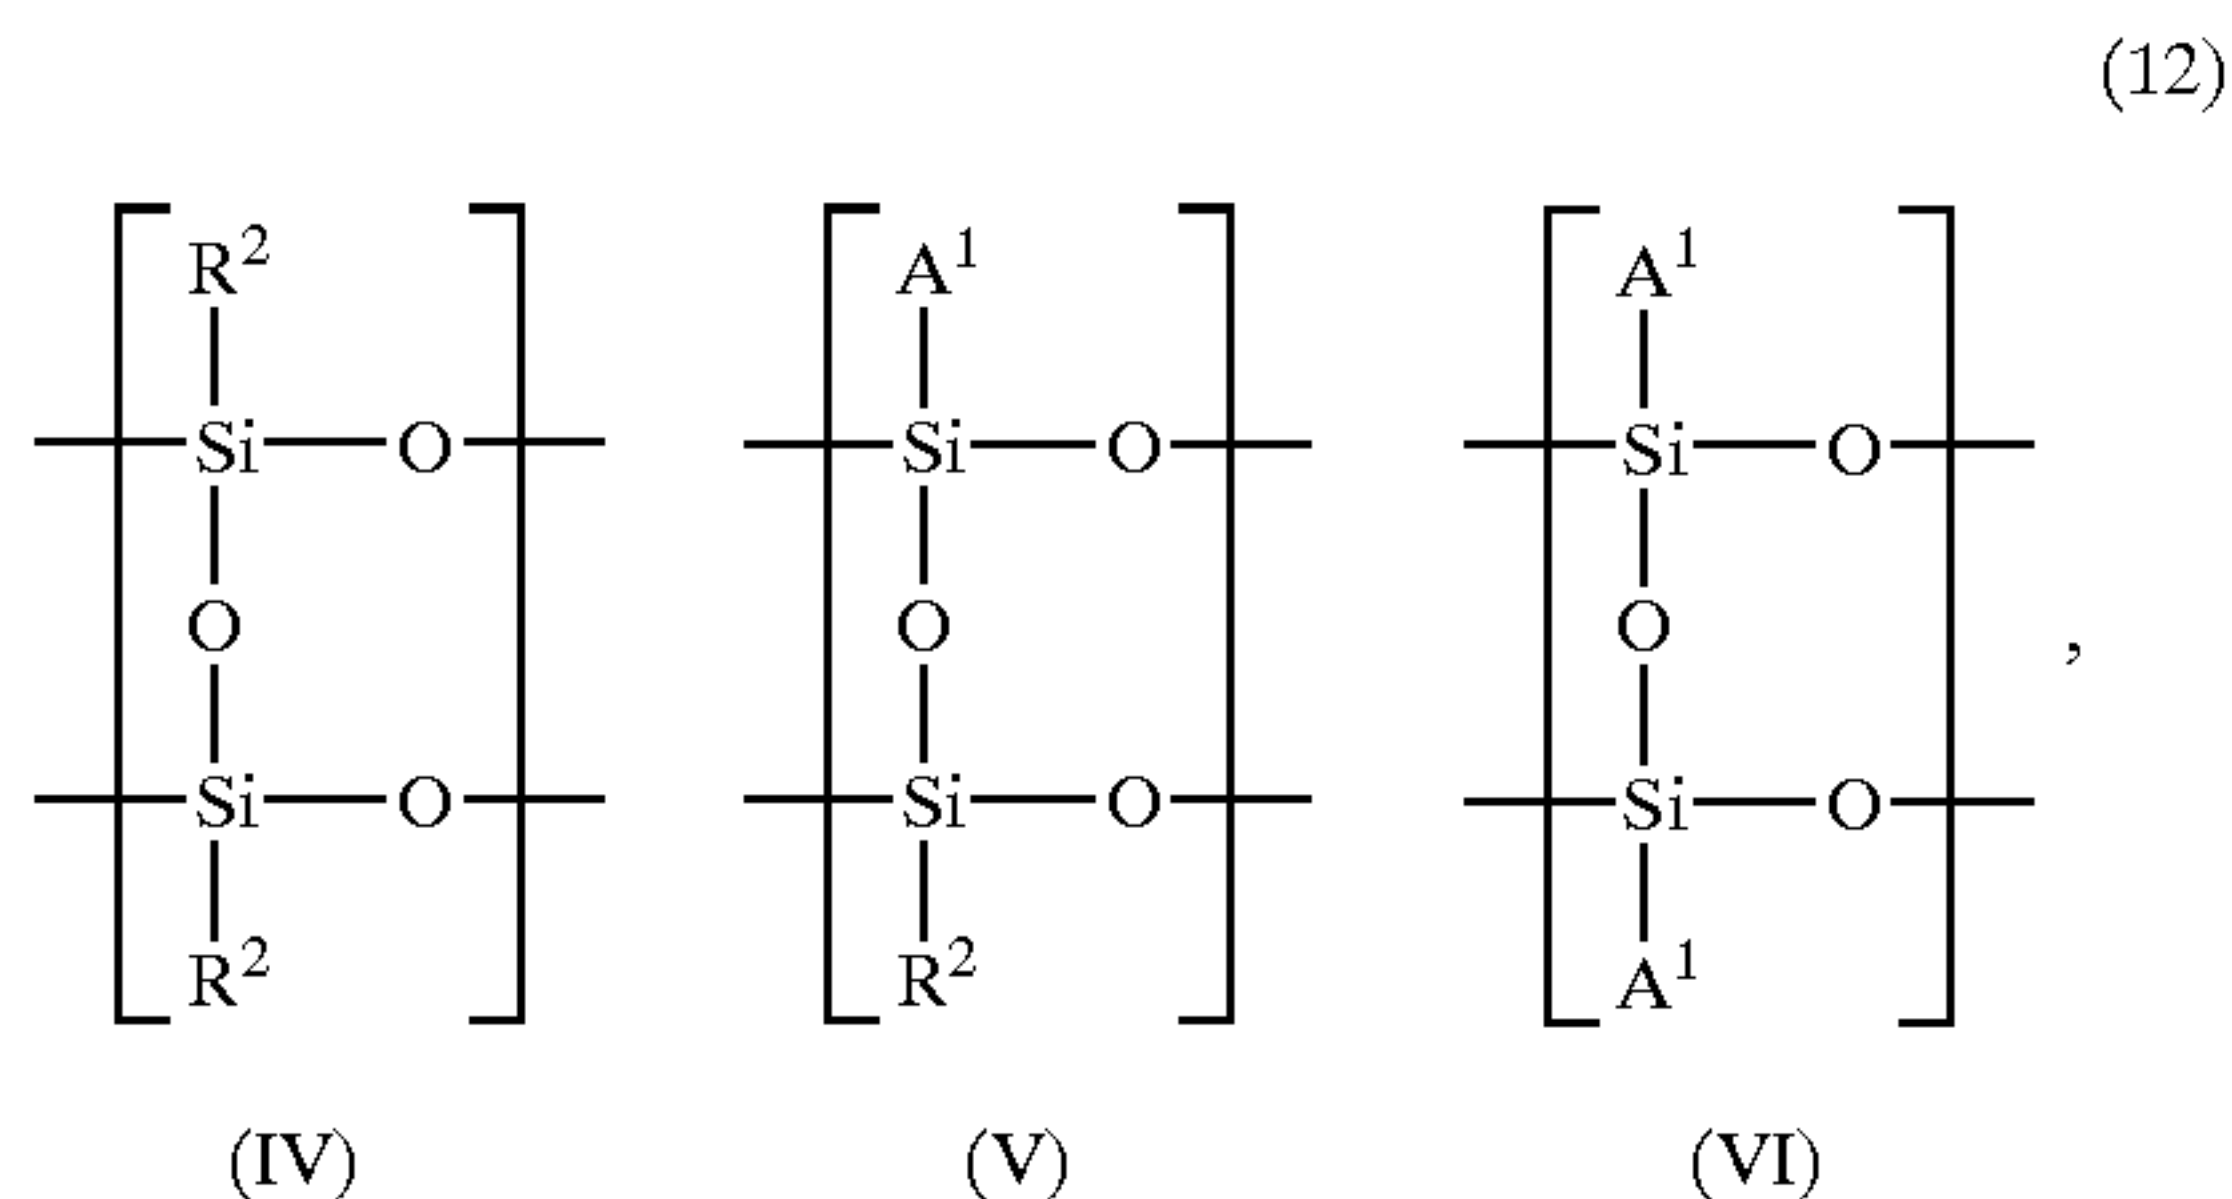 (12)
R² A¹ A¹
Si O Si O Si O
O O O ,
Si O Si O Si O
R² R² A¹
(IV) (V) (VI)